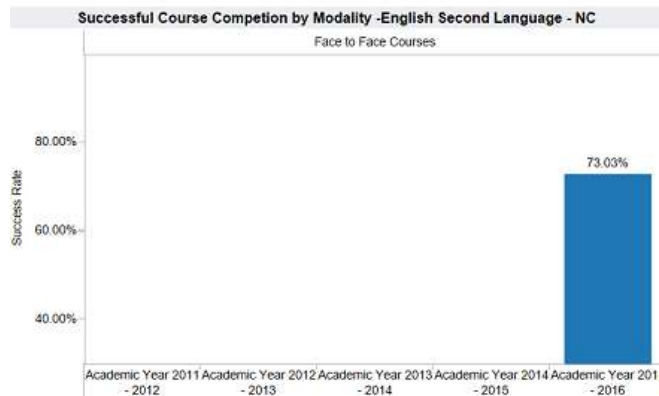 Successful Course Competion by Modality -English Second Language - NC
Face to Face Courses
80.00%
73.03%
Success Rate
60.00%
40.00%
Academic Year 2011 Academic Year 2012 Academic Year 2013 Academic Year 2014 Academic Year 201
- 2012 - 2013 - 2014 - 2015 - 2016